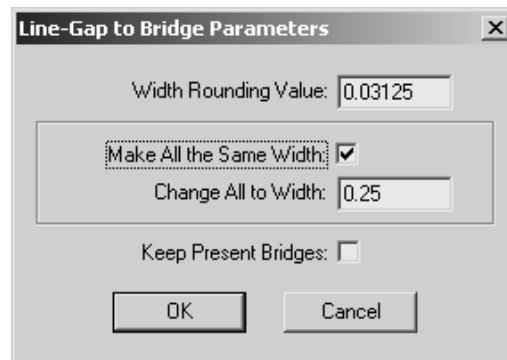 Line-Gap to Bridge Parameters
Width Rounding Value: 0.03125
Make All the Same Width:
Change All to Width: 0.25
Keep Present Bridges:
OK Cancel